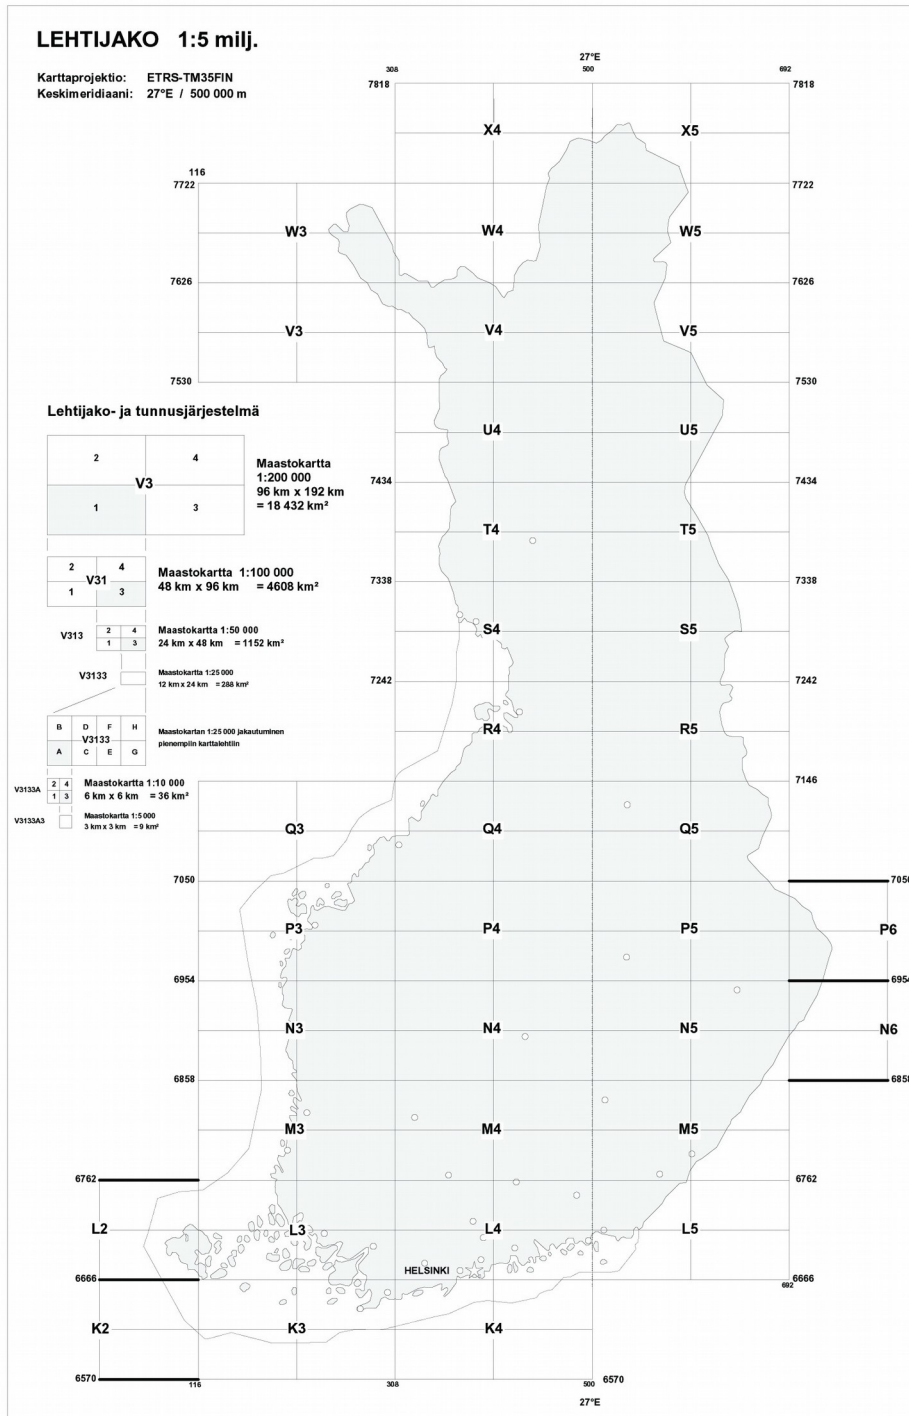 LEHTIJAKO 1:5 milj.
Karttaprojektio: ETRS-TM35FIN
Keskimeridiaani: 27°E / 500 000 m
27°E
308 500 692
7818 7818
X4 X5
116
7722 7722
W3 W4 W5
7626 7626
V3 V4 V5
7530 7530
Lehtijako- ja tunnusjärjestelmä
2 4
V3
1 3
Maastokartta
1:200 000
96 km x 192 km
= 18 432 km²
U4 U5
7434 7434
T4 T5
2 4
V31
1 3
Maastokartta 1:100 000
48 km x 96 km = 4608 km²
7338 7338
V313
2 4
1 3
Maastokartta 1:50 000
24 km x 48 km = 1152 km²
S4 S5
V3133
Maastokartta 1:25 000
12 km x 24 km = 288 km²
7242 7242
B D F H
V3133
A C E G
Maastokartan 1:25 000 jakautuminen
pienempiin karttalehtiin
R4 R5
V3133A
2 4
1 3
Maastokartta 1:10 000
6 km x 6 km = 36 km²
7146 7146
V3133A3
Maastokartta 1:5 000
3 km x 3 km = 9 km²
Q3 Q4 Q5
7050 7050
P3 P4 P5 P6
6954 6954
N3 N4 N5 N6
6858 6858
M3 M4 M5
6762 6762
L2 L3 L4 L5
HELSINKI
6666 6666
692
K2 K3 K4
6570 6570
116 308 500
27°E